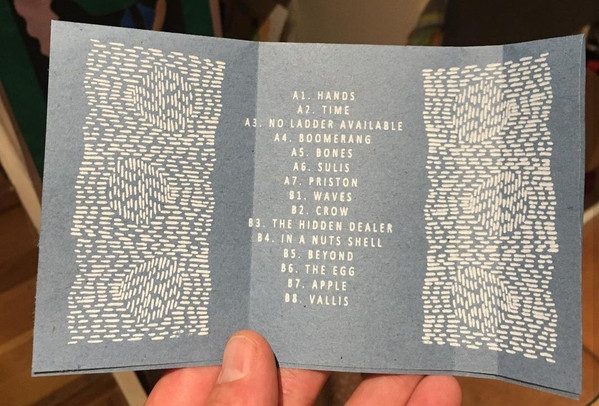 A1. HANDS
A2. TIME
A3. NO LADDER AVAILABLE
A4. BOOMERANG
A5. BONES
A6. SULIS
A7. PRISTON
B1. WAVES
B2. CROW
B3. THE HIDDEN DEALER
B4. IN A NUTS SHELL
B5. BEYOND
B6. THE EGG
B7. APPLE
B8. VALLIS